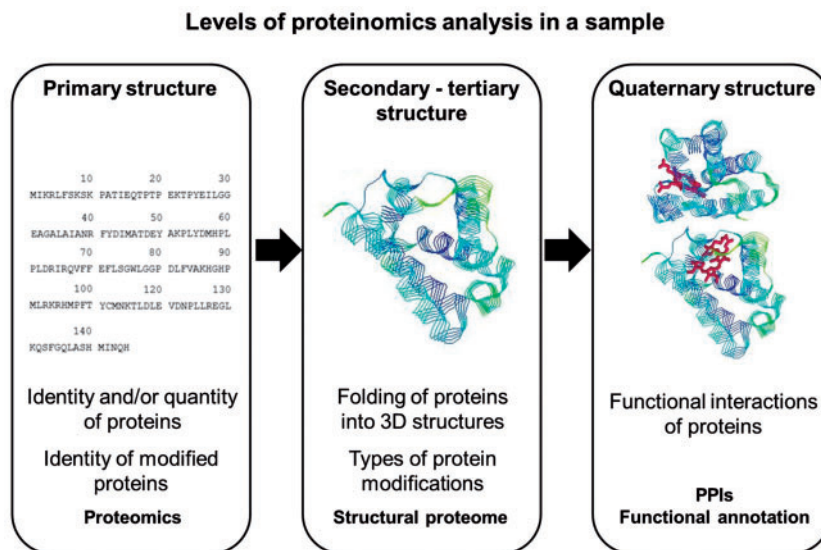 Levels of proteinomics analysis in a sample
Primary structure
10 20 30
MIKRLFSKSK PATIEQTPTP EKTPYEILGG
40 50 60
EAGALAIANR FYDIMATDEY AKPLYDMHPL
70 80 90
PLDRIRQVFF EFLSGWLGGP DLFVAKHGHP
100 120 130
MLRKRHMPFT YCMNKTLDLE VDNPLLREGL
140
KQSFGQLASH MINQH
Identity and/or quantity
of proteins
Identity of modified
proteins
Proteomics
Secondary - tertiary
structure
Folding of proteins
into 3D structures
Types of protein
modifications
Structural proteome
Quaternary structure
Functional interactions
of proteins
PPIs
Functional annotation